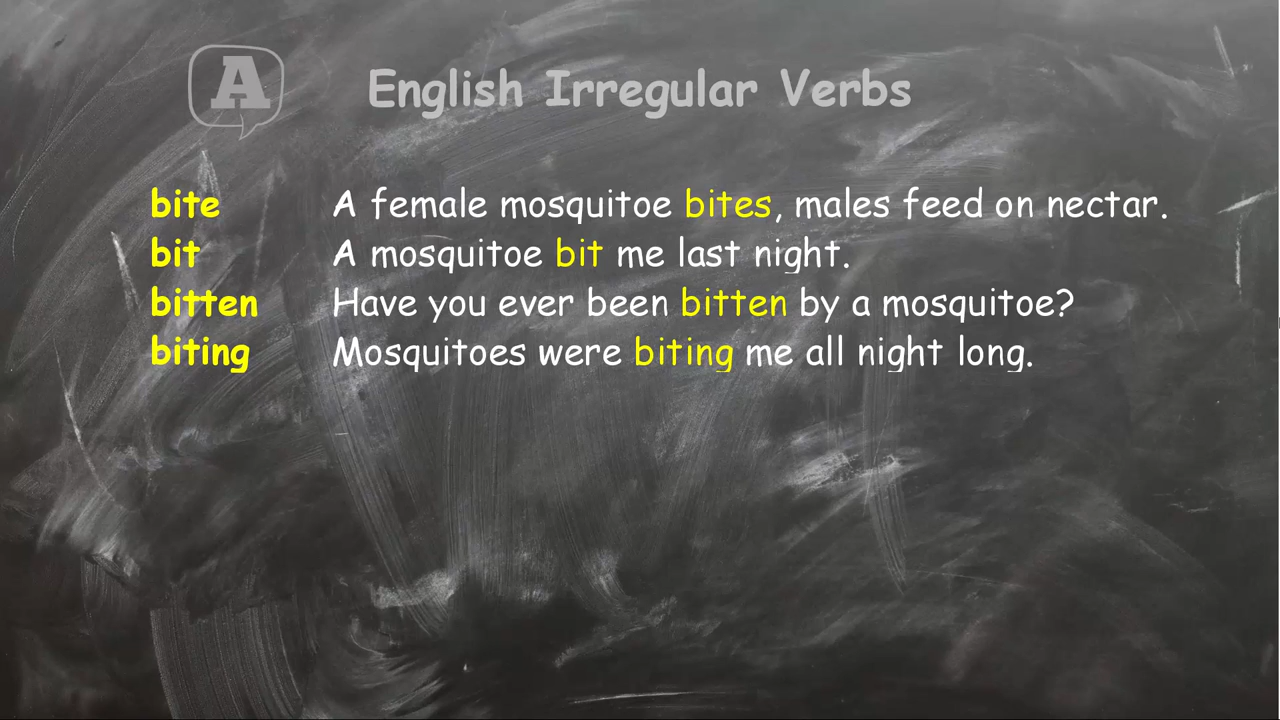 A English Irregular Verbs
bite A female mosquitoe bites, males feed on nectar.
bit A mosquitoe bit me last night.
bitten Have you ever been bitten by a mosquitoe?
biting Mosquitoes were biting me all night long.